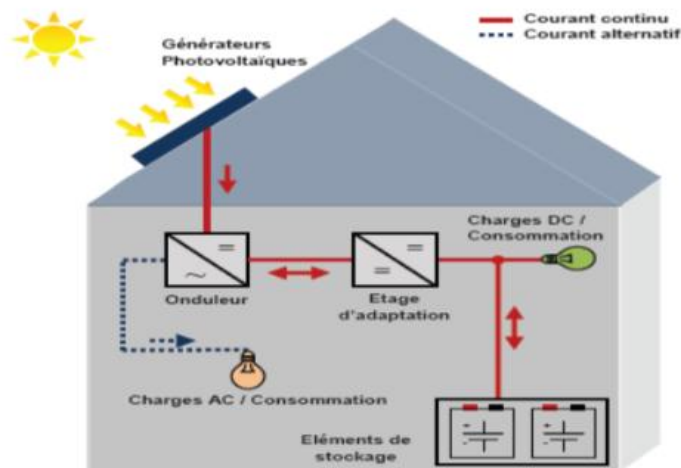 Générateurs
Photovoltaïques
Courant continu
Courant alternatif
Charges DC /
Consommation
Onduleur
Etage
d'adaptation
Charges AC / Consommation
Eléments de
stockage